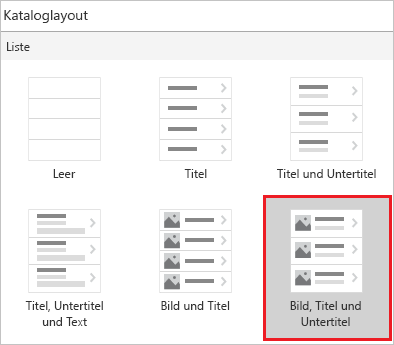 Kataloglayout
Liste
Leer
Titel
Titel und Untertitel
Titel, Untertitel
und Text
Bild und Titel
Bild, Titel und
Untertitel